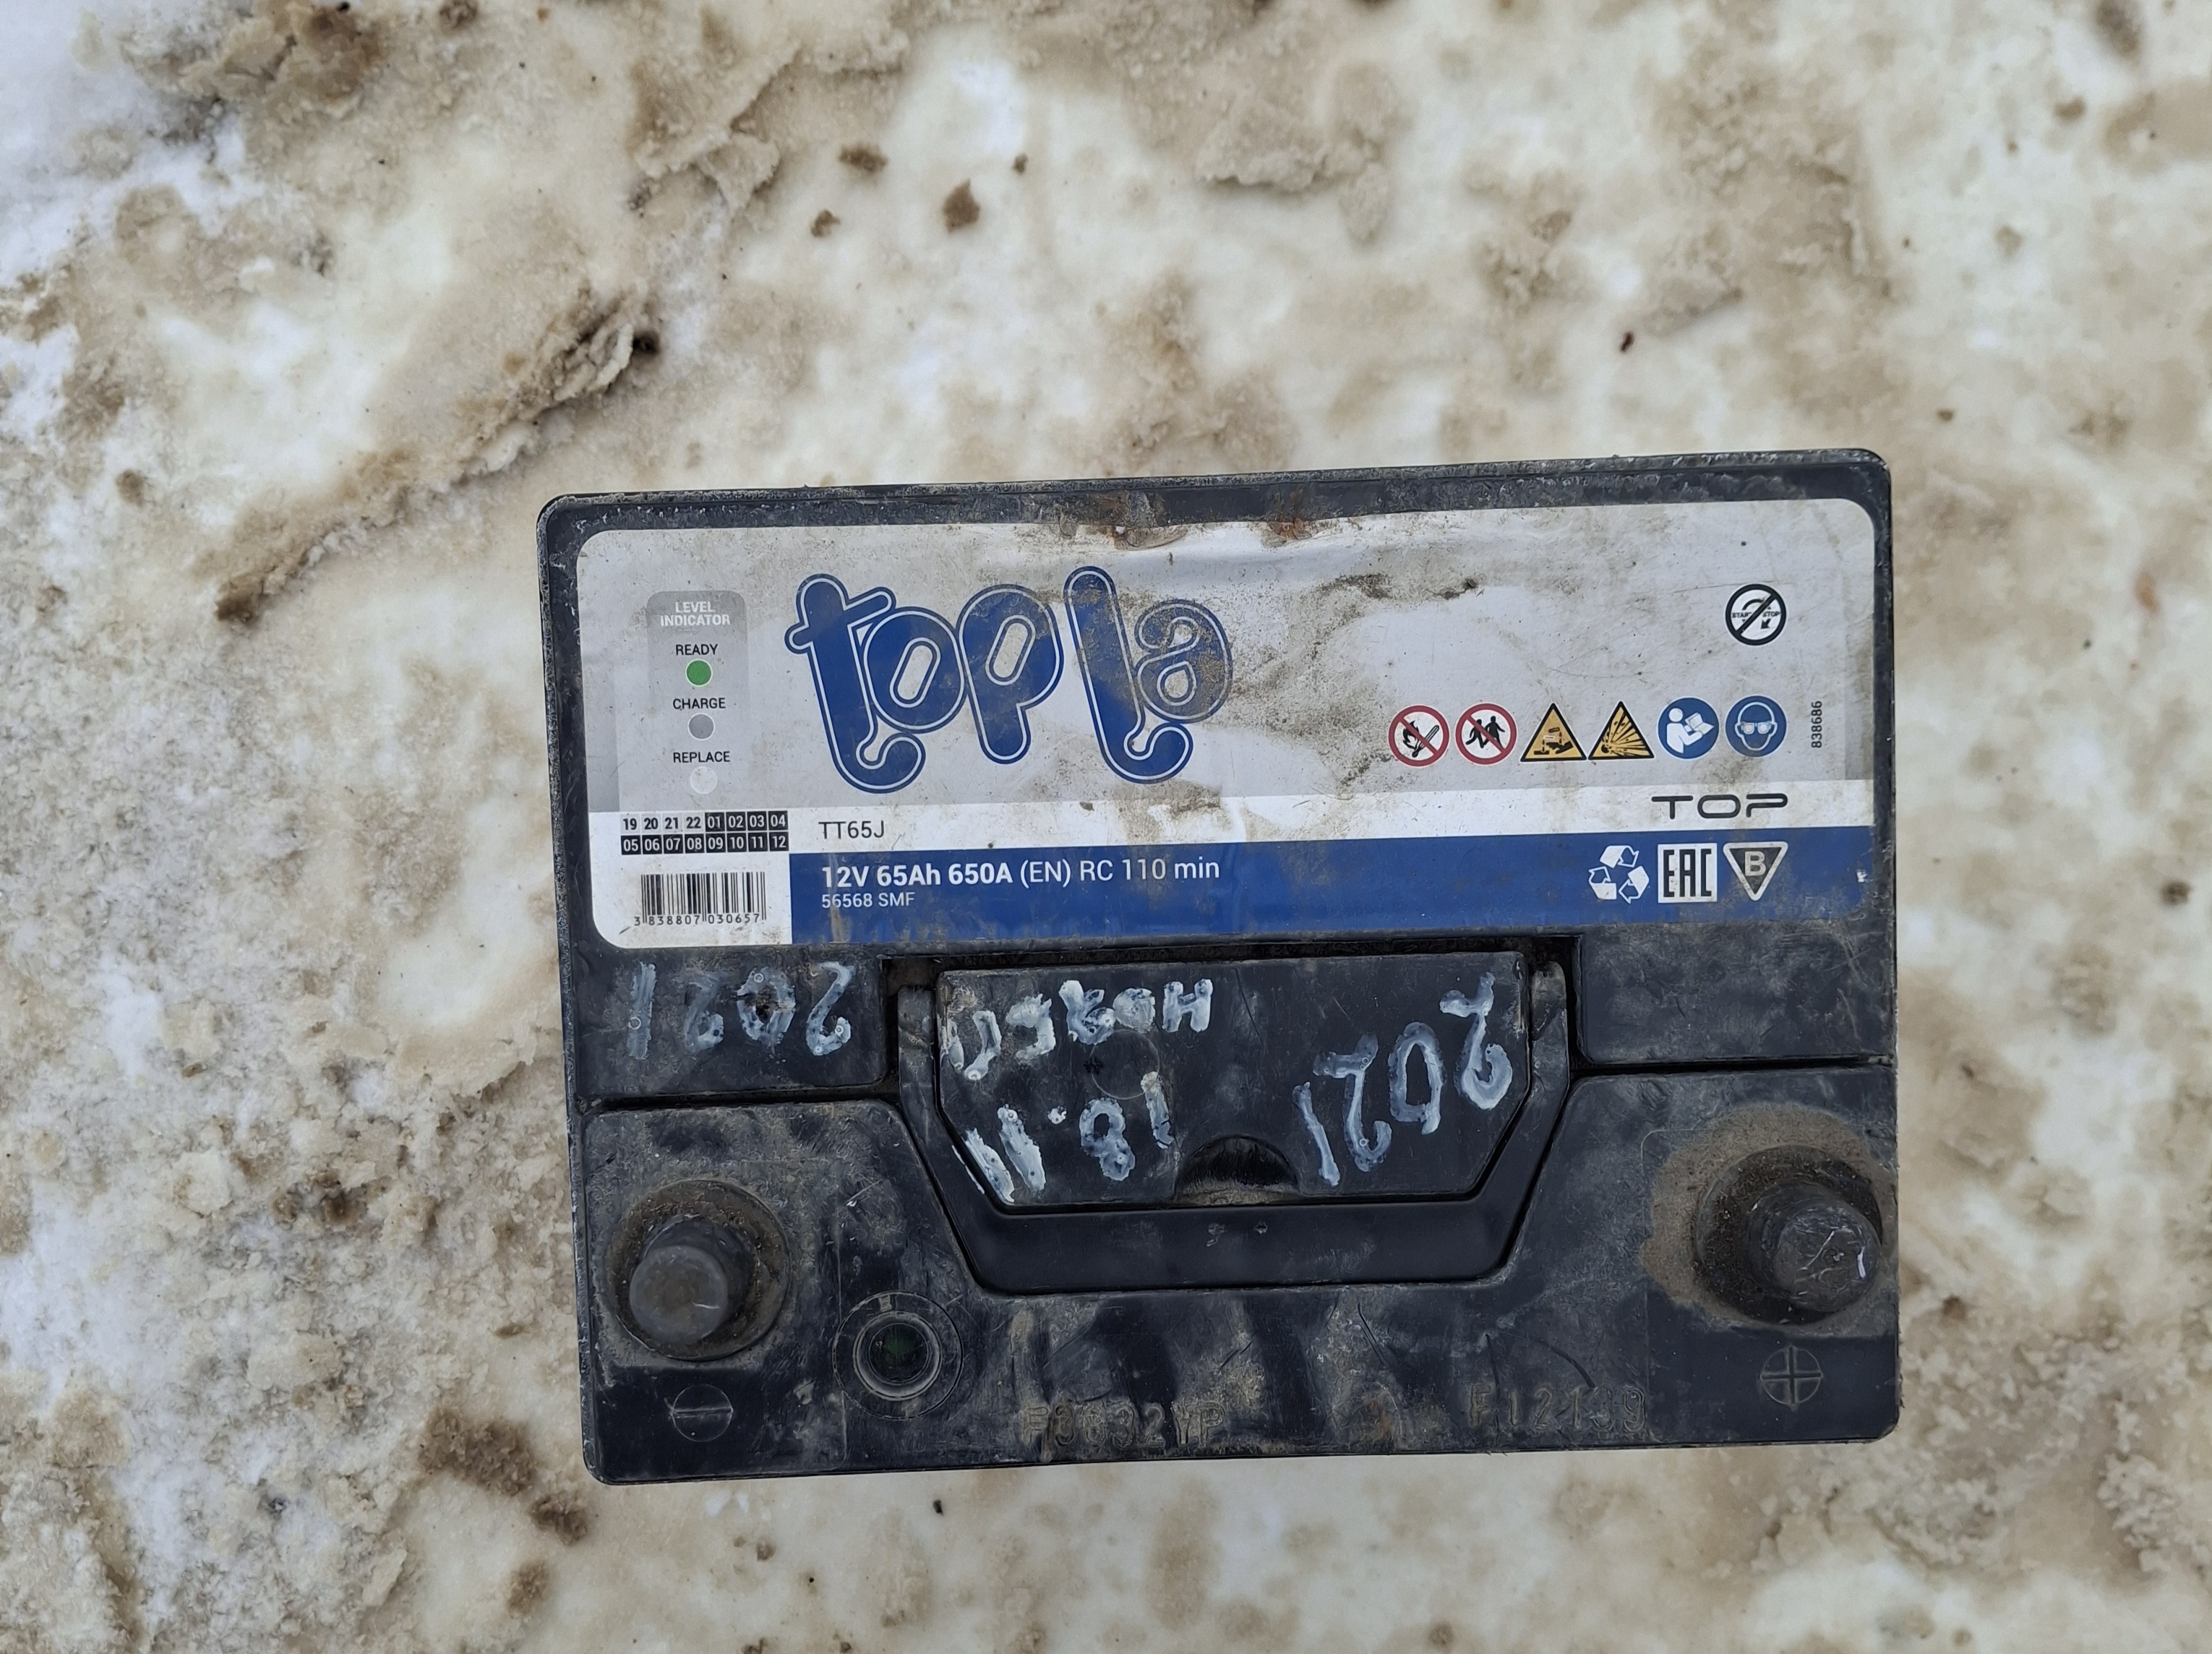 LEVEL
INDICATOR
READY
CHARGE
REPLACE
topla
START STOP
838686
TOP
19 20 21 22 01 02 03 04
05 06 07 08 09 10 11 12
TT65J
12V 65Ah 650A (EN) RC 110 min
56568 SMF
EAC
B
3 838807 030657
2021
2021
18.11